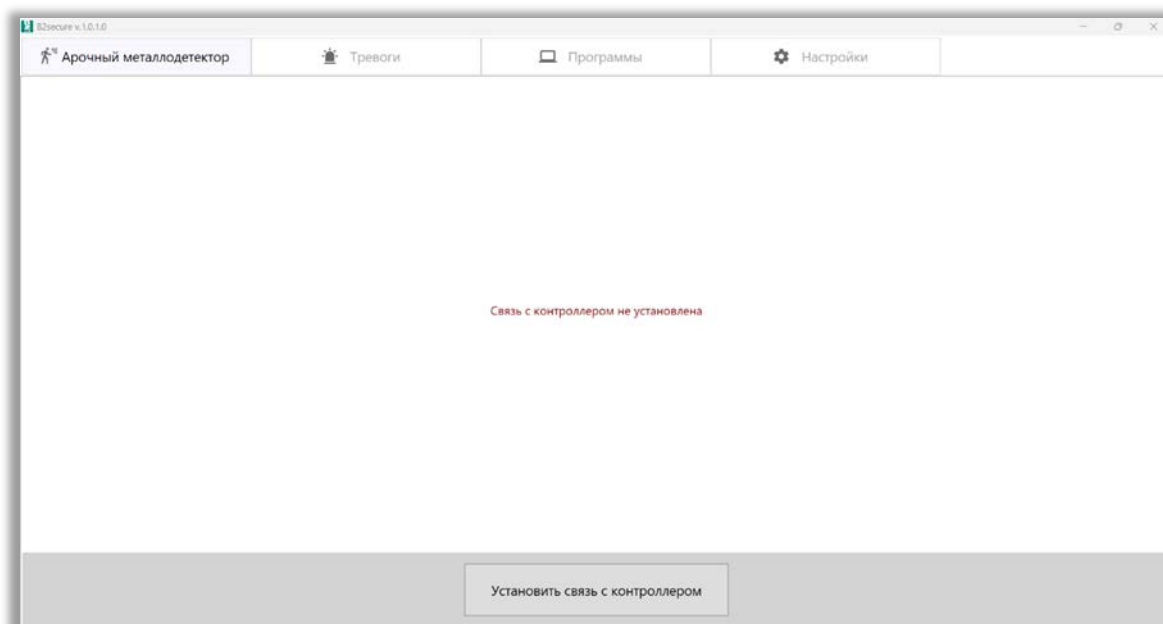 B2secure v.1.0.1.0
Арочный металлодетектор
Тревоги
Программы
Настройки
Связь с контроллером не установлена
Установить связь с контроллером